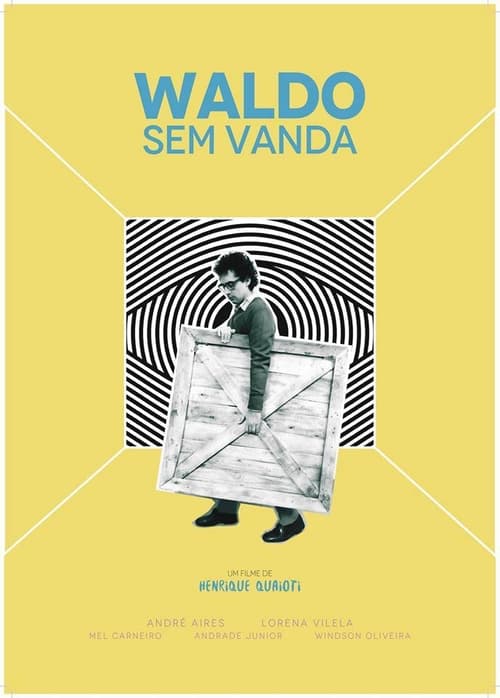 WALDO
SEM VANDA
UM FILME DE
HENRIQUE QUAIOTI
ANDRÉ AIRES LORENA VILELA
MEL CARNEIRO ANDRADE JUNIOR WINDSON OLIVEIRA